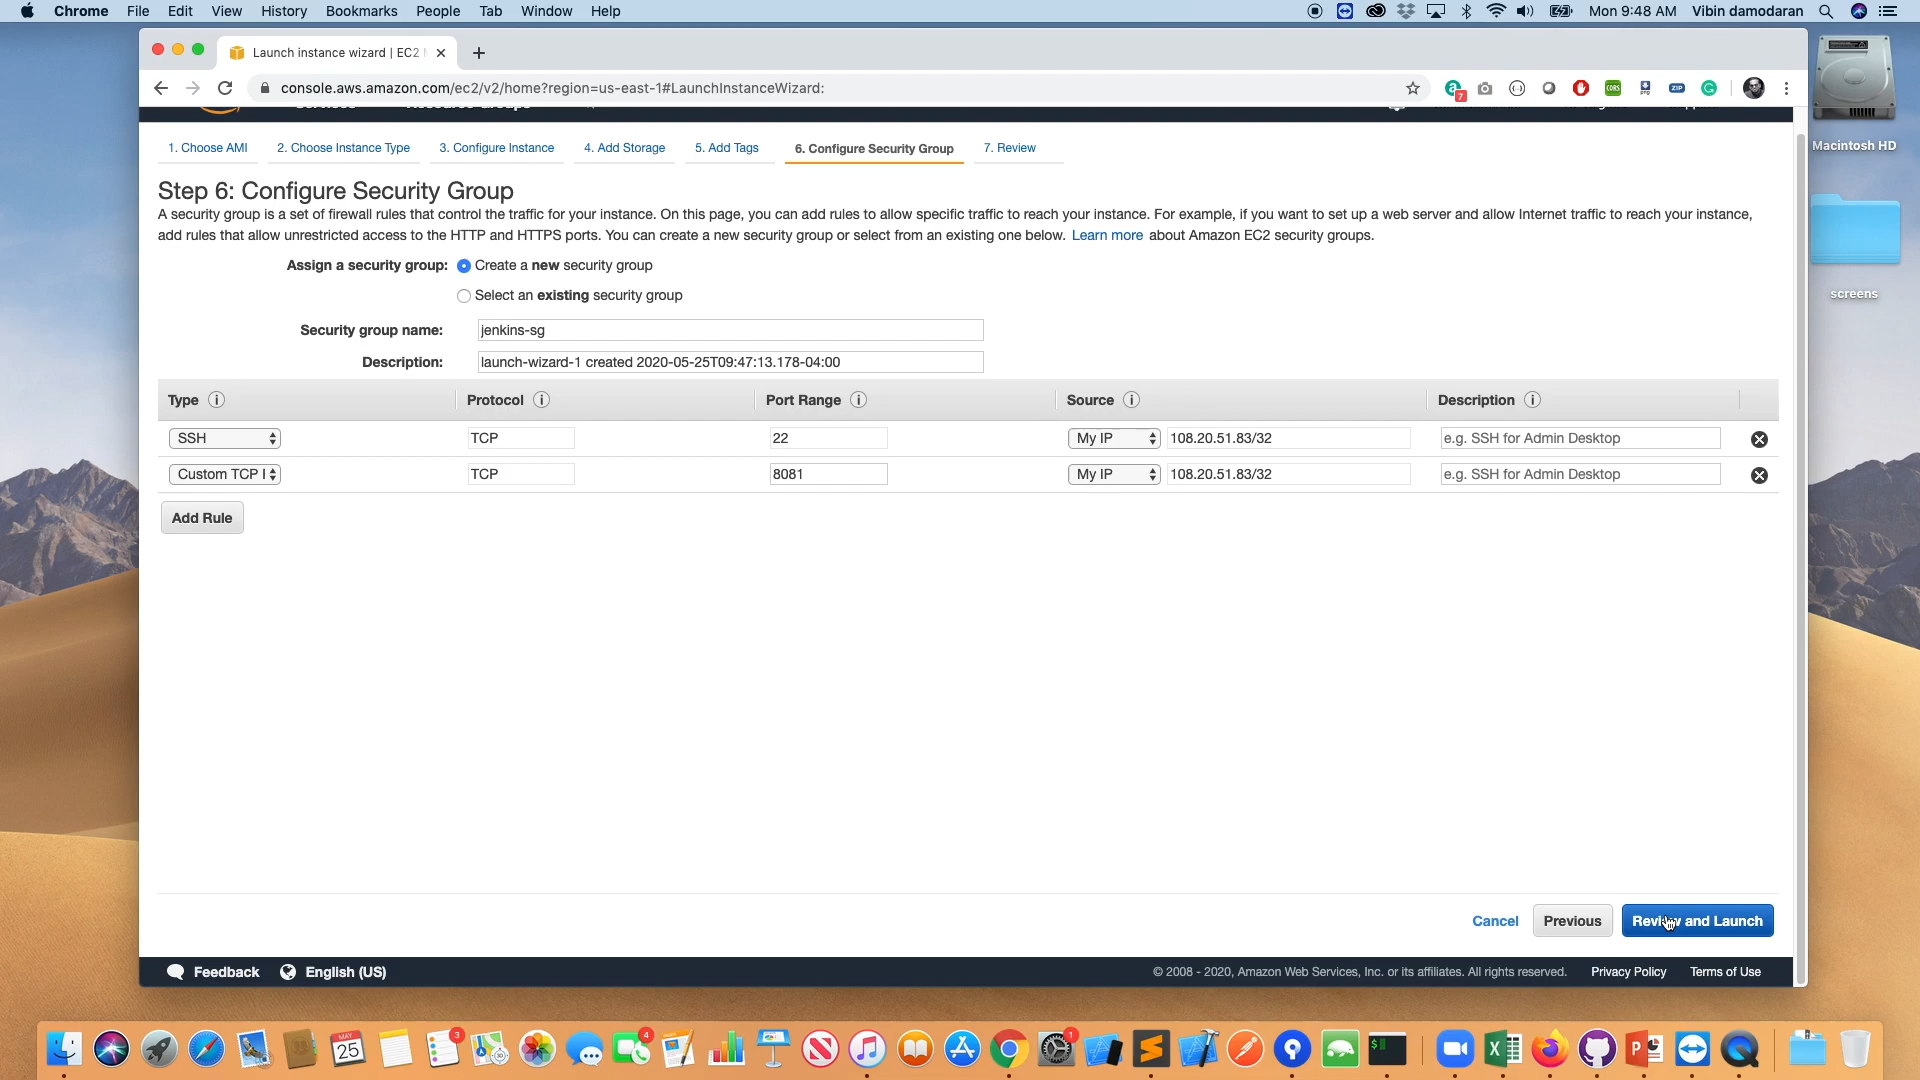 Chrome File Edit View History Bookmarks People Tab Window Help Mon 9:48 AM Vibin damodaran
Launch instance wizard | EC2
console.aws.amazon.com/ec2/v2/home?region=us-east-1#LaunchInstanceWizard:
7
CORS
ZIP
Macintosh HD
1. Choose AMI 2. Choose Instance Type 3. Configure Instance 4. Add Storage 5. Add Tags 6. Configure Security Group 7. Review
Step 6: Configure Security Group
A security group is a set of firewall rules that control the traffic for your instance. On this page, you can add rules to allow specific traffic to reach your instance. For example, if you want to set up a web server and allow Internet traffic to reach your instance,
add rules that allow unrestricted access to the HTTP and HTTPS ports. You can create a new security group or select from an existing one below. Learn more about Amazon EC2 security groups.
screens
Assign a security group: Create a new security group
Select an existing security group
Security group name: jenkins-sg
Description: launch-wizard-1 created 2020-05-25T09:47:13.178-04:00
Type Protocol Port Range Source Description
SSH TCP 22 My IP 108.20.51.83/32 e.g. SSH for Admin Desktop
Custom TCP TCP 8081 My IP 108.20.51.83/32 e.g. SSH for Admin Desktop
Add Rule
Cancel Previous Review and Launch
Feedback English (US) © 2008 - 2020, Amazon Web Services, Inc. or its affiliates. All rights reserved. Privacy Policy Terms of Use
MAY 25 3 4 1